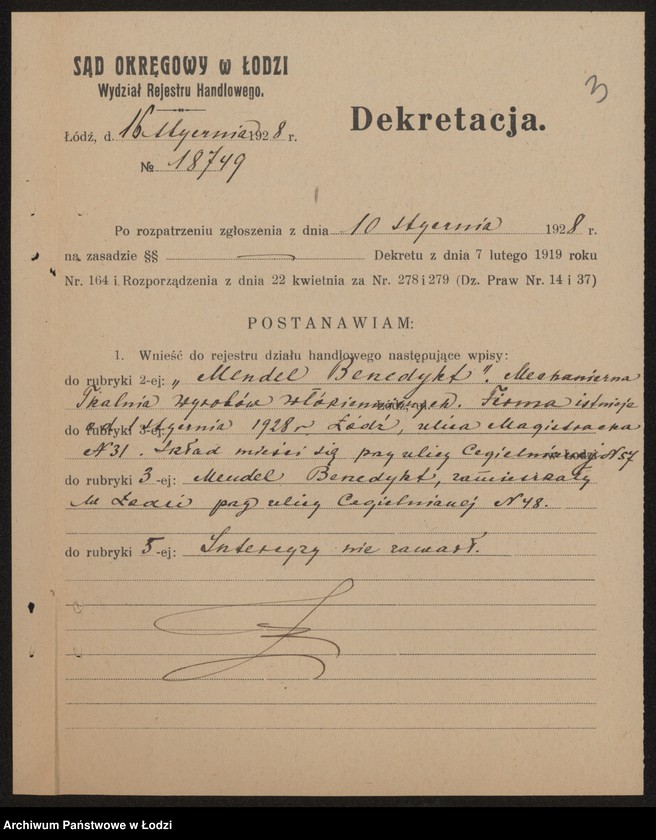 SĄD OKRĘGOWY w ŁODZI
Wydział Rejestru Handlowego.
3
Dekretacja.
Łódź, d. 16 stycznia 1928 r.
№ 18749
Po rozpatrzeniu zgłoszenia z dnia 10 stycznia 1928 r.
na zasadzie §§ — Dekretu z dnia 7 lutego 1919 roku
Nr. 164 i Rozporządzenia z dnia 22 kwietnia za Nr. 278 i 279 (Dz. Praw Nr. 14 i 37)
POSTANAWIAM:
1. Wnieść do rejestru działu handlowego następujące wpisy:
do rubryki 2-ej: „Mendel Benedykt”. Mechaniczna
Tkalnia wyrobów włókienniczych. Firma istnieje
do rubryki 3-ej: od 1 stycznia 1928 r. Łódź, ulica Magistracka
N 31. Skład mieści się przy ulicy Cegielnianej N 57
do rubryki 3-ej: Mendel Benedykt, zamieszkały
w Łodzi przy ulicy Cegielnianej N 48.
do rubryki 5-ej: Intercyzy nie zawarł.
Archiwum Państwowe w Łodzi